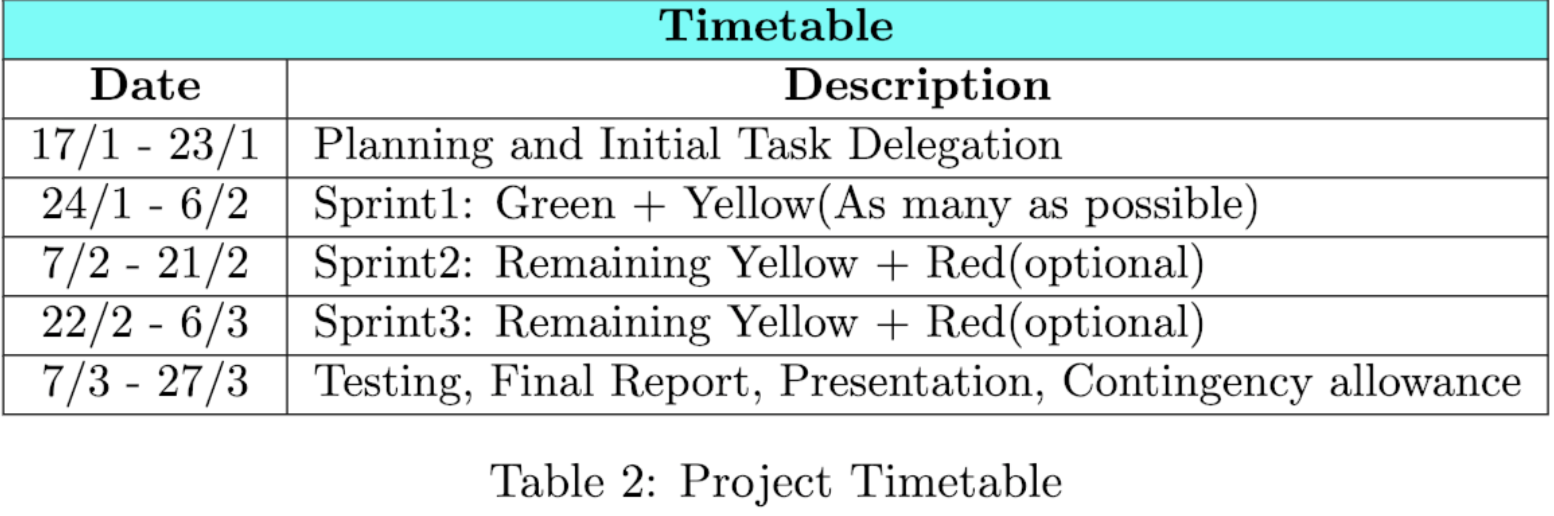 Timetable
Date Description
17/1 - 23/1 Planning and Initial Task Delegation
24/1 - 6/2 Sprint1: Green + Yellow(As many as possible)
7/2 - 21/2 Sprint2: Remaining Yellow + Red(optional)
22/2 - 6/3 Sprint3: Remaining Yellow + Red(optional)
7/3 - 27/3 Testing, Final Report, Presentation, Contingency allowance
Table 2: Project Timetable